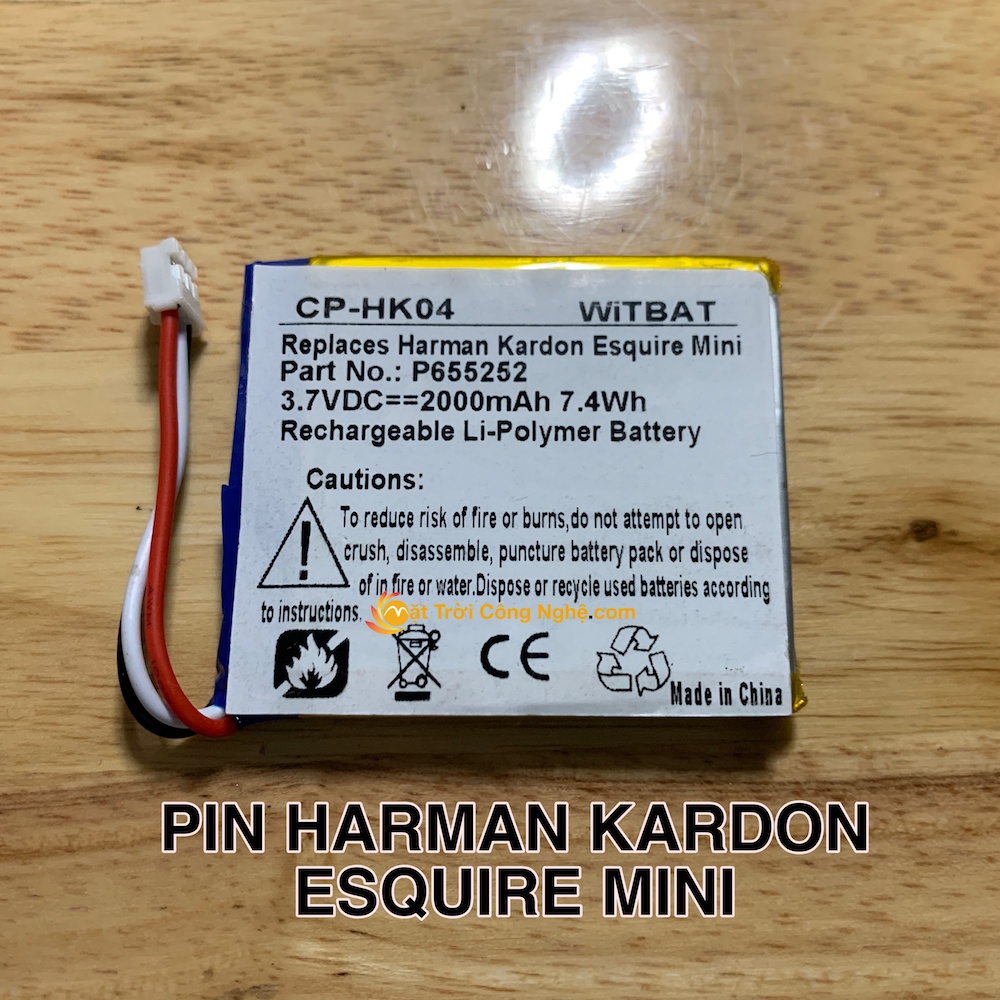 CP-HK04 WiTBAT
Replaces Harman Kardon Esquire Mini
Part No.: P655252
3.7VDC==2000mAh 7.4Wh
Rechargeable Li-Polymer Battery
Cautions:
To reduce risk of fire or burns,do not attempt to open
crush, disassemble, puncture battery pack or dispose
of in fire or water.Dispose or recycle used batteries according
to instructions.
Mặt Trời Công Nghệ.com
CE
Made in China
PIN HARMAN KARDON
ESQUIRE MINI